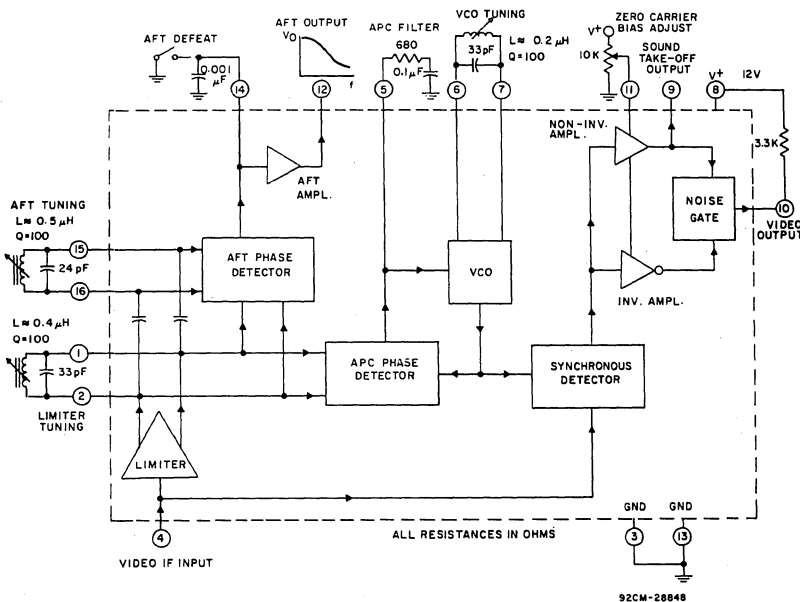 AFT DEFEAT
0.001
μF
14
AFT OUTPUT
VO
f
12
APC FILTER
680
0.1μF
5
VCO TUNING
L≈ 0.2 μH
33pF
Q=100
6
7
ZERO CARRIER
BIAS ADJUST
V+
10K
SOUND
TAKE-OFF
OUTPUT
11
9
V+
8
12V
3.3K
NON-INV.
AMPL.
AFT
AMPL.
NOISE
GATE
10
VIDEO
OUTPUT
AFT TUNING
L≈ 0.5 μH
Q=100
15
24 pF
16
AFT PHASE
DETECTOR
VCO
INV. AMPL.
L≈ 0.4 μH
Q=100
1
33pF
2
LIMITER
TUNING
APC PHASE
DETECTOR
SYNCHRONOUS
DETECTOR
LIMITER
4
VIDEO IF INPUT
ALL RESISTANCES IN OHMS
GND
GND
3
13
92CM-28848